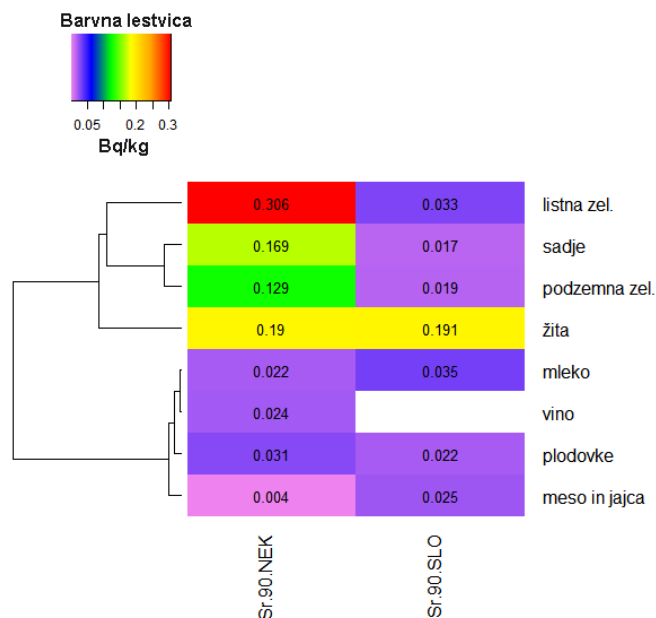 Barvna lestvica
0.05 0.2 0.3
Bq/kg
0.306 0.033 listna zel.
0.169 0.017 sadje
0.129 0.019 podzemna zel.
0.19 0.191 žita
0.022 0.035 mleko
0.024 vino
0.031 0.022 plodovke
0.004 0.025 meso in jajca
Sr.90.NEK
Sr.90.SLO